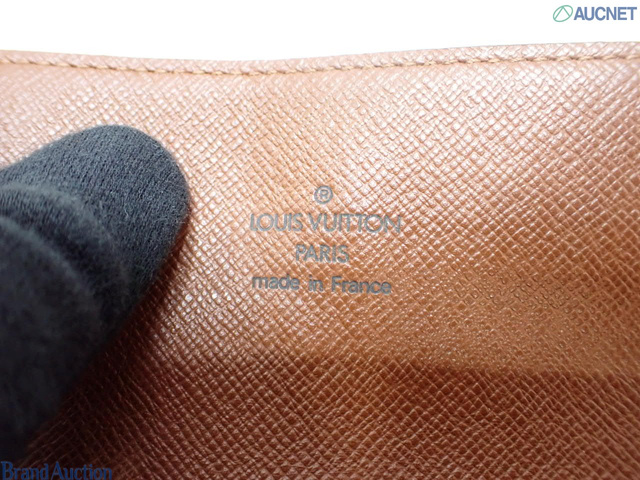 AUCNET
®
LOUIS VUITTON
PARIS
made in France
Brand Auction